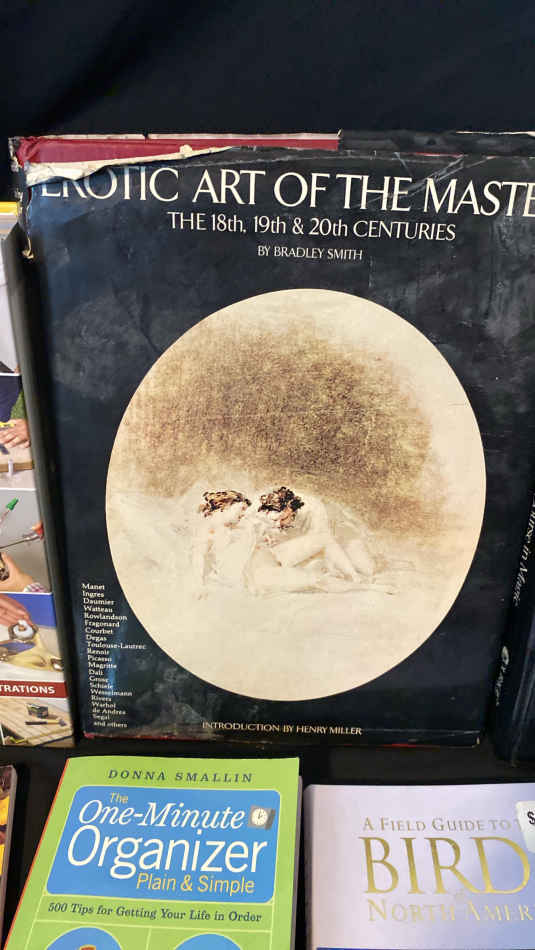 EROTIC ART OF THE MASTE
THE 18th, 19th & 20th CENTURIES
BY BRADLEY SMITH
Manet
Ingres
Daumier
Watteau
Rowlandson
Fragonard
Courbet
Degas
Toulouse-Lautrec
Renoir
Picasso
Magritte
Dali
Grosz
Schiele
Wesselmann
Rivers
Warhol
de Andrea
Segal
and others
INTRODUCTION BY HENRY MILLER
TRATIONS
DONNA SMALLIN
The
One-Minute
Organizer
Plain & Simple
500 Tips for Getting Your Life in Order
A FIELD GUIDE TO
BIRD
NORTH AMER
$